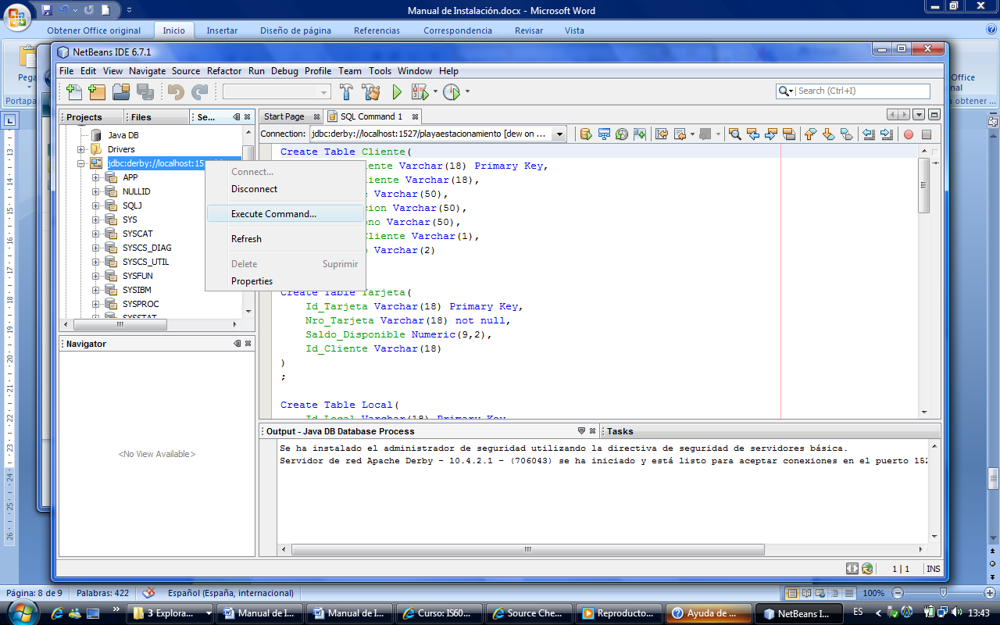 Manual de Instalación.docx - Microsoft Word
Obtener Office original Inicio Insertar Diseño de página Referencias Correspondencia Revisar Vista
Pega
Portapa
Office
nal
a obtener ...
NetBeans IDE 6.7.1
File Edit View Navigate Source Refactor Run Debug Profile Team Tools Window Help
Search (Ctrl+I)
Projects Files Se...
Start Page SQL Command 1
Connection: jdbc:derby://localhost:1527/playaestacionamiento [dew on ...
Java DB
Drivers
jdbc:derby://localhost:15
APP
NULLID
SQLJ
SYS
SYSCAT
SYSCS_DIAG
SYSCS_UTIL
SYSFUN
SYSIBM
SYSPROC
SYSSTAT
Connect...
Disconnect
Execute Command...
Refresh
Delete Suprimir
Properties
Create Table Cliente(
iente Varchar(18) Primary Key,
liente Varchar(18),
e Varchar(50),
cion Varchar(50),
ono Varchar(50),
Cliente Varchar(1),
o Varchar(2)
Create Table Tarjeta(
Id_Tarjeta Varchar(18) Primary Key,
Nro_Tarjeta Varchar(18) not null,
Saldo_Disponible Numeric(9,2),
Id_Cliente Varchar(18)
)
;
Create Table Local(
Id_Local Varchar(18) Primary Key,
Navigator
<No View Available>
Output - Java DB Database Process Tasks
Se ha instalado el administrador de seguridad utilizando la directiva de seguridad de servidores básica.
Servidor de red Apache Derby - 10.4.2.1 - (706043) se ha iniciado y está listo para aceptar conexiones en el puerto 152
1 | 1 INS
Página: 8 de 9 Palabras: 422 Español (España, internacional) 100%
3 Explora... Manual de I... Manual de I... Curso: IS60... Source Che... Reproducto... Ayuda de ... NetBeans I... ES 13:43